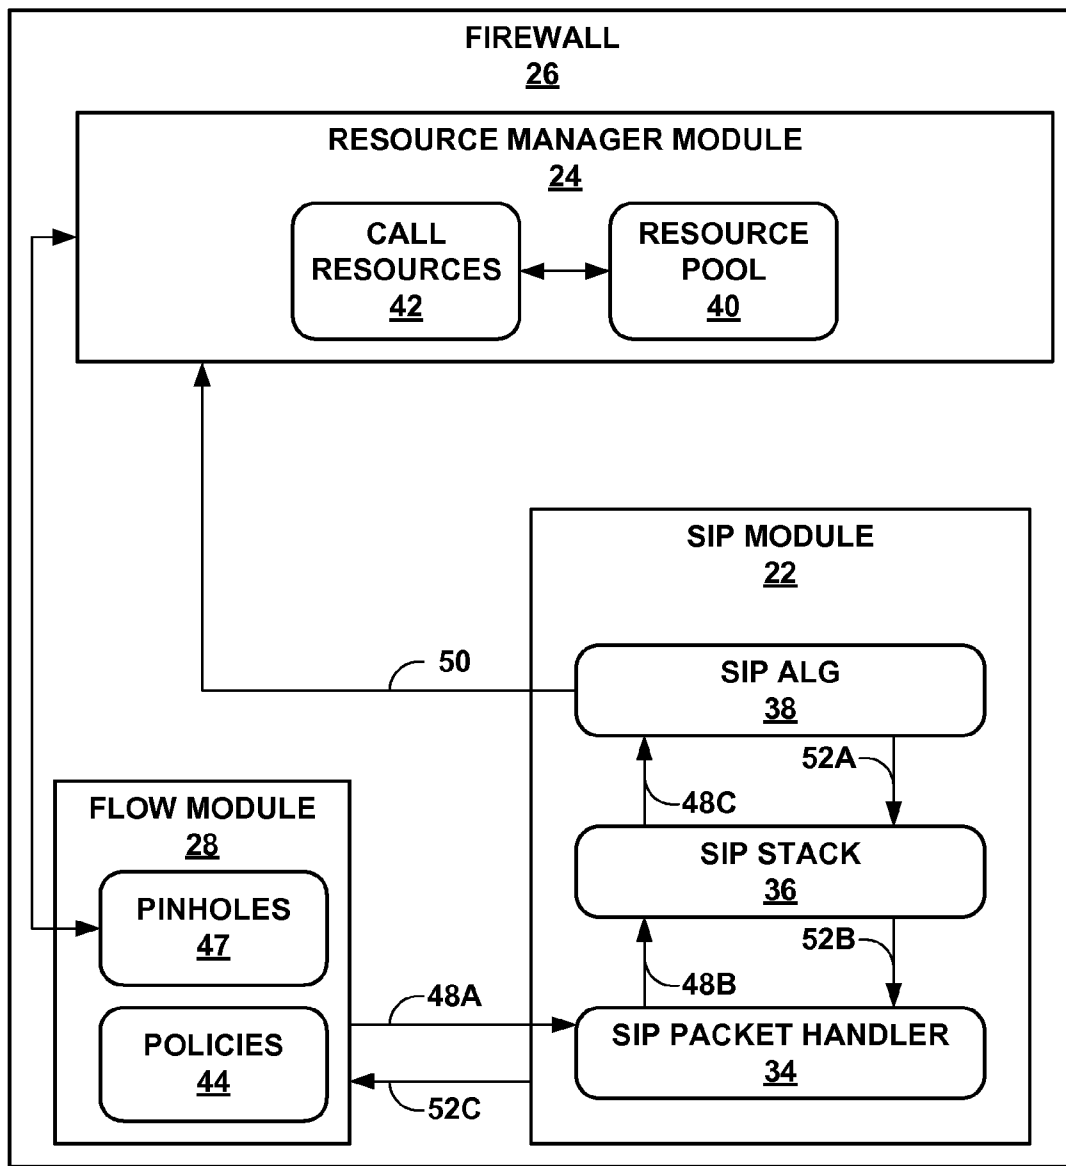 FIREWALL
26
RESOURCE MANAGER MODULE
24
CALL
RESOURCES
42
RESOURCE
POOL
40
SIP MODULE
22
50
SIP ALG
38
52A
48C
FLOW MODULE
28
SIP STACK
36
PINHOLES
47
52B
48B
48A
POLICIES
44
SIP PACKET HANDLER
34
52C